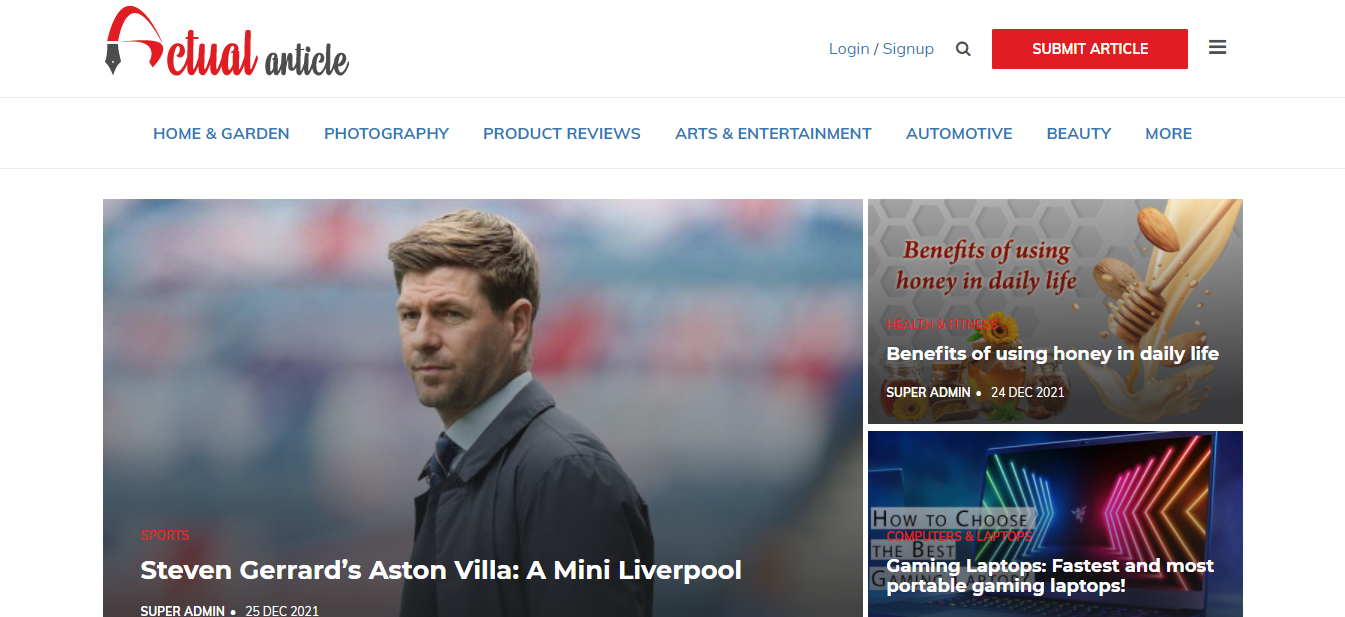 Actual article
Login / Signup
SUBMIT ARTICLE
HOME & GARDEN
PHOTOGRAPHY
PRODUCT REVIEWS
ARTS & ENTERTAINMENT
AUTOMOTIVE
BEAUTY
MORE
SPORTS
Steven Gerrard’s Aston Villa: A Mini Liverpool
SUPER ADMIN • 25 DEC 2021
Benefits of using
honey in daily life
HEALTH & FITNESS
Benefits of using honey in daily life
SUPER ADMIN • 24 DEC 2021
How to Choose
COMPUTERS & LAPTOPS
the Best
Gaming Laptops: Fastest and most
portable gaming laptops!